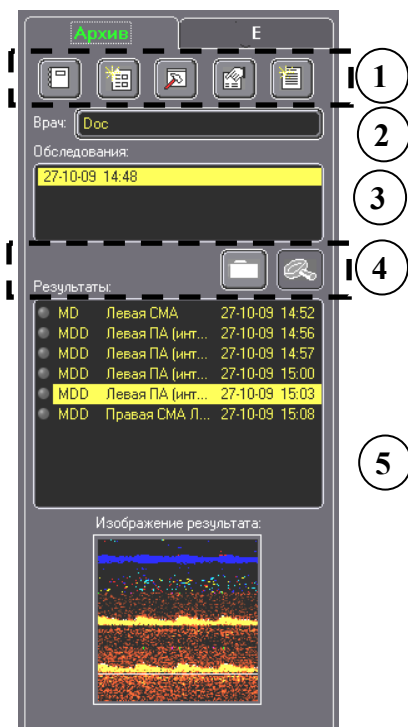 Архив E
1
Врач: Doc
2
Обследования:
27-10-09 14:48
3
4
Результаты:
MD Левая СМА 27-10-09 14:52
MDD Левая ПА (инт... 27-10-09 14:56
MDD Левая ПА (инт... 27-10-09 14:57
MDD Левая ПА (инт... 27-10-09 15:00
MDD Левая ПА (инт... 27-10-09 15:03
MDD Правая СМА Л... 27-10-09 15:08
5
Изображение результата: